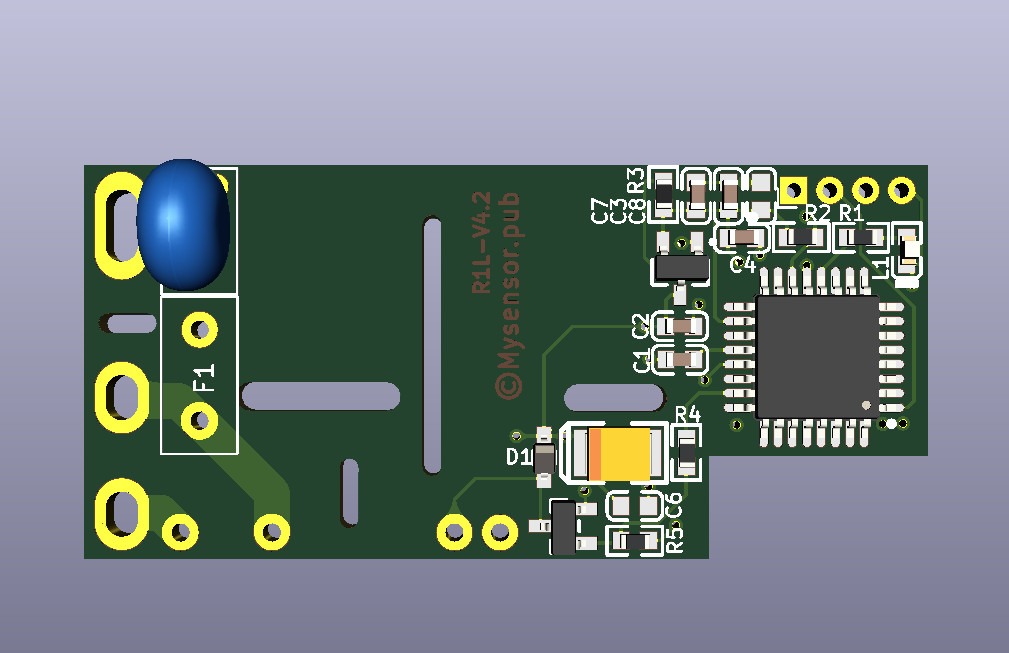 R1L-V4.2
©Mysensor.pub
F1
R3
C7
C3
C8
R2
R1
C4
L1
C2
C1
R4
D1
C6
R5